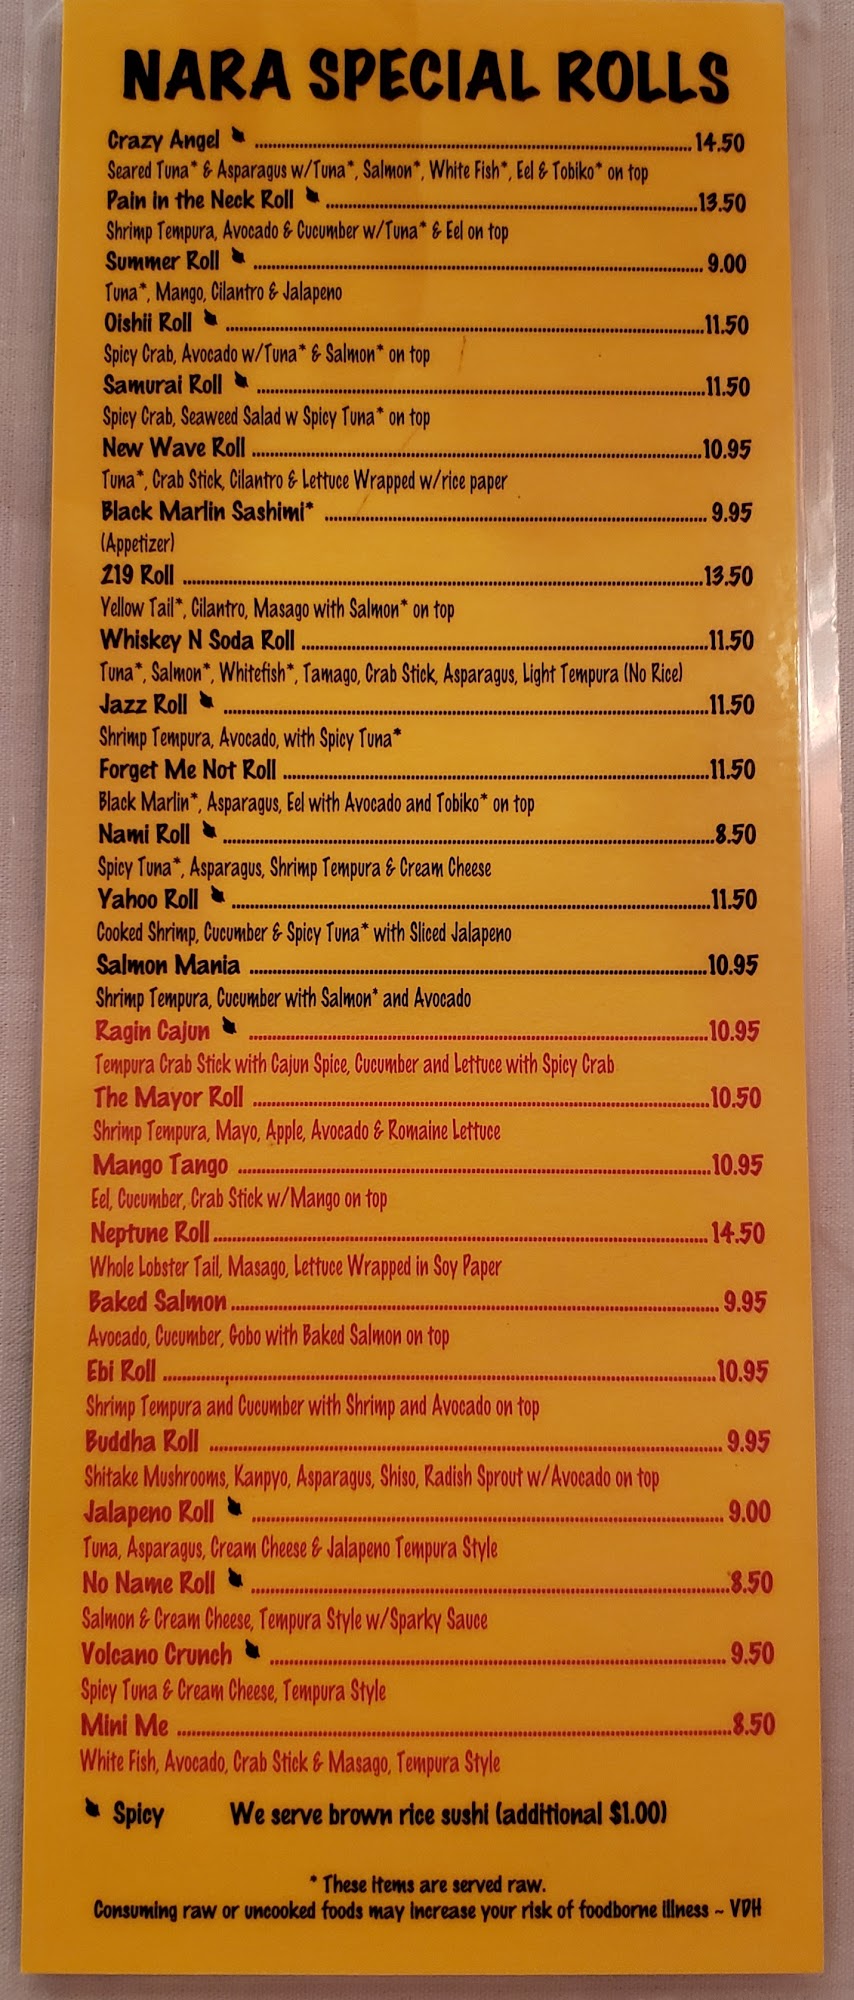 NARA SPECIAL ROLLS
Crazy Angel 14.50
Seared Tuna* & Asparagus w/Tuna*, Salmon*, White Fish*, Eel & Tobiko* on top
Pain in the Neck Roll 13.50
Shrimp Tempura, Avocado & Cucumber w/Tuna* & Eel on top
Summer Roll 9.00
Tuna*, Mango, Cilantro & Jalapeno
Oishii Roll 11.50
Spicy Crab, Avocado w/Tuna* & Salmon* on top
Samurai Roll 11.50
Spicy Crab, Seaweed Salad w Spicy Tuna* on top
New Wave Roll 10.95
Tuna*, Crab Stick, Cilantro & Lettuce Wrapped w/rice paper
Black Marlin Sashimi* 9.95
(Appetizer)
219 Roll 13.50
Yellow Tail*, Cilantro, Masago with Salmon* on top
Whiskey N Soda Roll 11.50
Tuna*, Salmon*, Whitefish*, Tamago, Crab Stick, Asparagus, Light Tempura (No Rice)
Jazz Roll 11.50
Shrimp Tempura, Avocado, with Spicy Tuna*
Forget Me Not Roll 11.50
Black Marlin*, Asparagus, Eel with Avocado and Tobiko* on top
Nami Roll 8.50
Spicy Tuna*, Asparagus, Shrimp Tempura & Cream Cheese
Yahoo Roll 11.50
Cooked Shrimp, Cucumber & Spicy Tuna* with Sliced Jalapeno
Salmon Mania 10.95
Shrimp Tempura, Cucumber with Salmon* and Avocado
Ragin Cajun 10.95
Tempura Crab Stick with Cajun Spice, Cucumber and Lettuce with Spicy Crab
The Mayor Roll 10.50
Shrimp Tempura, Mayo, Apple, Avocado & Romaine Lettuce
Mango Tango 10.95
Eel, Cucumber, Crab Stick w/Mango on top
Neptune Roll 14.50
Whole Lobster Tail, Masago, Lettuce Wrapped in Soy Paper
Baked Salmon 9.95
Avocado, Cucumber, Gobo with Baked Salmon on top
Ebi Roll 10.95
Shrimp Tempura and Cucumber with Shrimp and Avocado on top
Buddha Roll 9.95
Shitake Mushrooms, Kanpyo, Asparagus, Shiso, Radish Sprout w/Avocado on top
Jalapeno Roll 9.00
Tuna, Asparagus, Cream Cheese & Jalapeno Tempura Style
No Name Roll 8.50
Salmon & Cream Cheese, Tempura Style w/Sparky Sauce
Volcano Crunch 9.50
Spicy Tuna & Cream Cheese, Tempura Style
Mini Me 8.50
White Fish, Avocado, Crab Stick & Masago, Tempura Style
Spicy We serve brown rice sushi (additional $1.00)
* These items are served raw.
Consuming raw or uncooked foods may increase your risk of foodborne illness ~ VDH